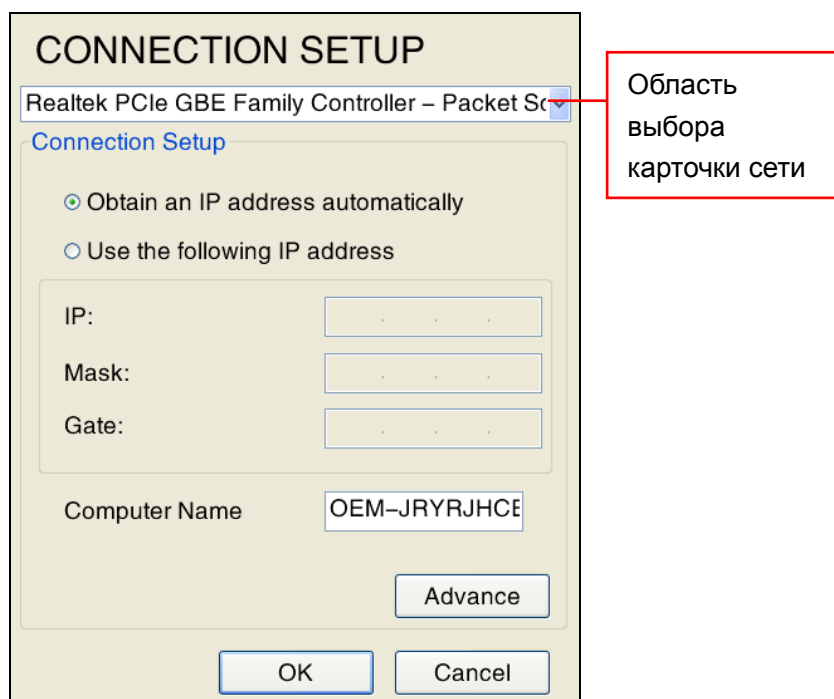 CONNECTION SETUP
Realtek PCIe GBE Family Controller – Packet Sc
Область
выбора
карточки сети
Connection Setup
Obtain an IP address automatically
Use the following IP address
IP:
Mask:
Gate:
Computer Name
OEM–JRYRJHCE
Advance
OK
Cancel